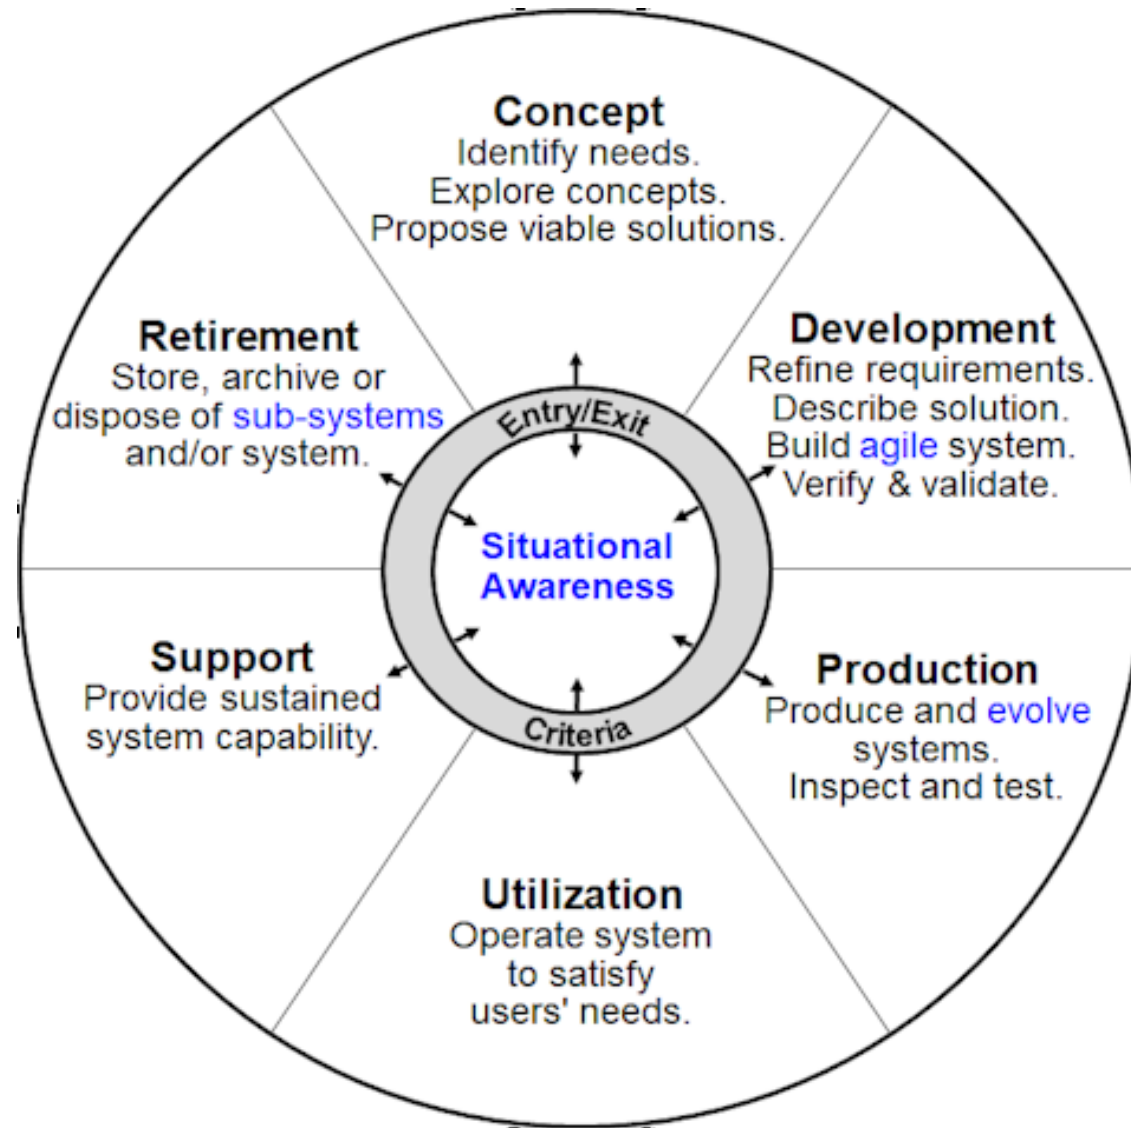 Concept
Identify needs.
Explore concepts.
Propose viable solutions.
Development
Refine requirements.
Describe solution.
Build agile system.
Verify & validate.
Production
Produce and evolve
systems.
Inspect and test.
Utilization
Operate system
to satisfy
users' needs.
Support
Provide sustained
system capability.
Retirement
Store, archive or
dispose of sub-systems
and/or system.
Entry/Exit
Criteria
Situational
Awareness